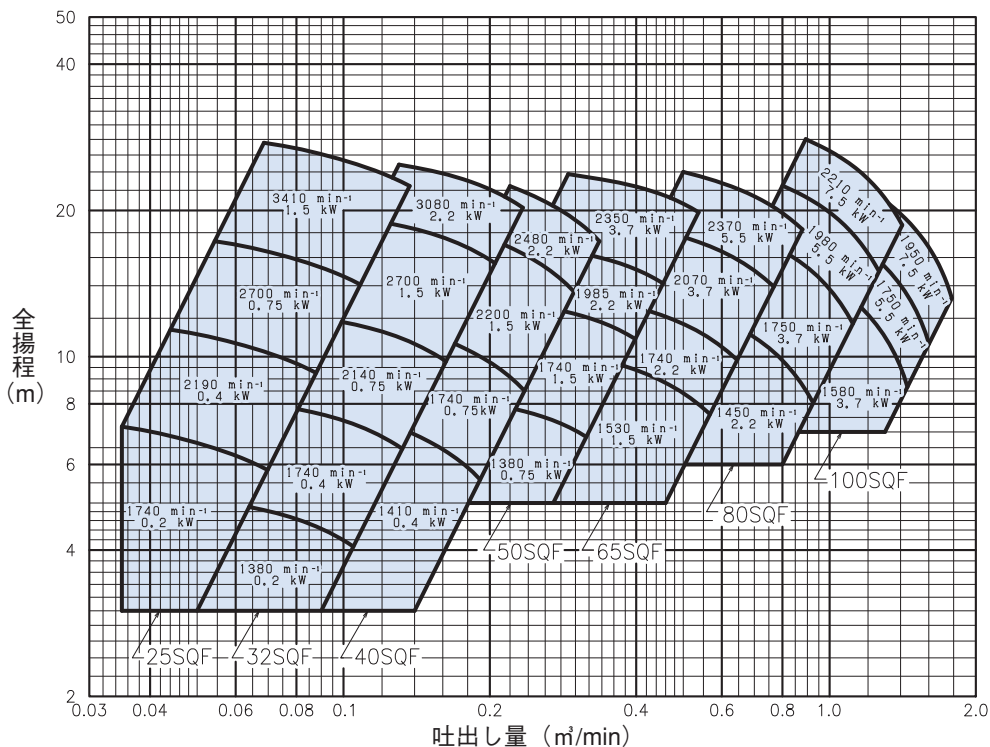 50
40
20
10
8
6
4
2
全揚程
（m）
3410 min⁻¹
1.5 kW
2700 min⁻¹
0.75 kW
2190 min⁻¹
0.4 kW
1740 min⁻¹
0.2 kW
3080 min⁻¹
2.2 kW
2700 min⁻¹
1.5 kW
2140 min⁻¹
0.75 kW
1740 min⁻¹
0.4 kW
1380 min⁻¹
0.2 kW
2480 min⁻¹
2.2 kW
2200 min⁻¹
1.5 kW
1740 min⁻¹
0.75kW
1410 min⁻¹
0.4 kW
2350 min⁻¹
3.7 kW
1985 min⁻¹
2.2 kW
1740 min⁻¹
1.5 kW
1380 min⁻¹
0.75 kW
2370 min⁻¹
5.5 kW
2070 min⁻¹
3.7 kW
1740 min⁻¹
2.2 kW
1530 min⁻¹
1.5 kW
2210 min⁻¹
7.5 kW
1980 min⁻¹
5.5 kW
1750 min⁻¹
3.7 kW
1450 min⁻¹
2.2 kW
1950 min⁻¹
7.5 kW
1750 min⁻¹
5.5 kW
1580 min⁻¹
3.7 kW
25SQF
32SQF
40SQF
50SQF
65SQF
80SQF
100SQF
0.03
0.04
0.06
0.08
0.1
0.2
0.4
0.6
0.8
1.0
2.0
吐出し量（㎥/min）